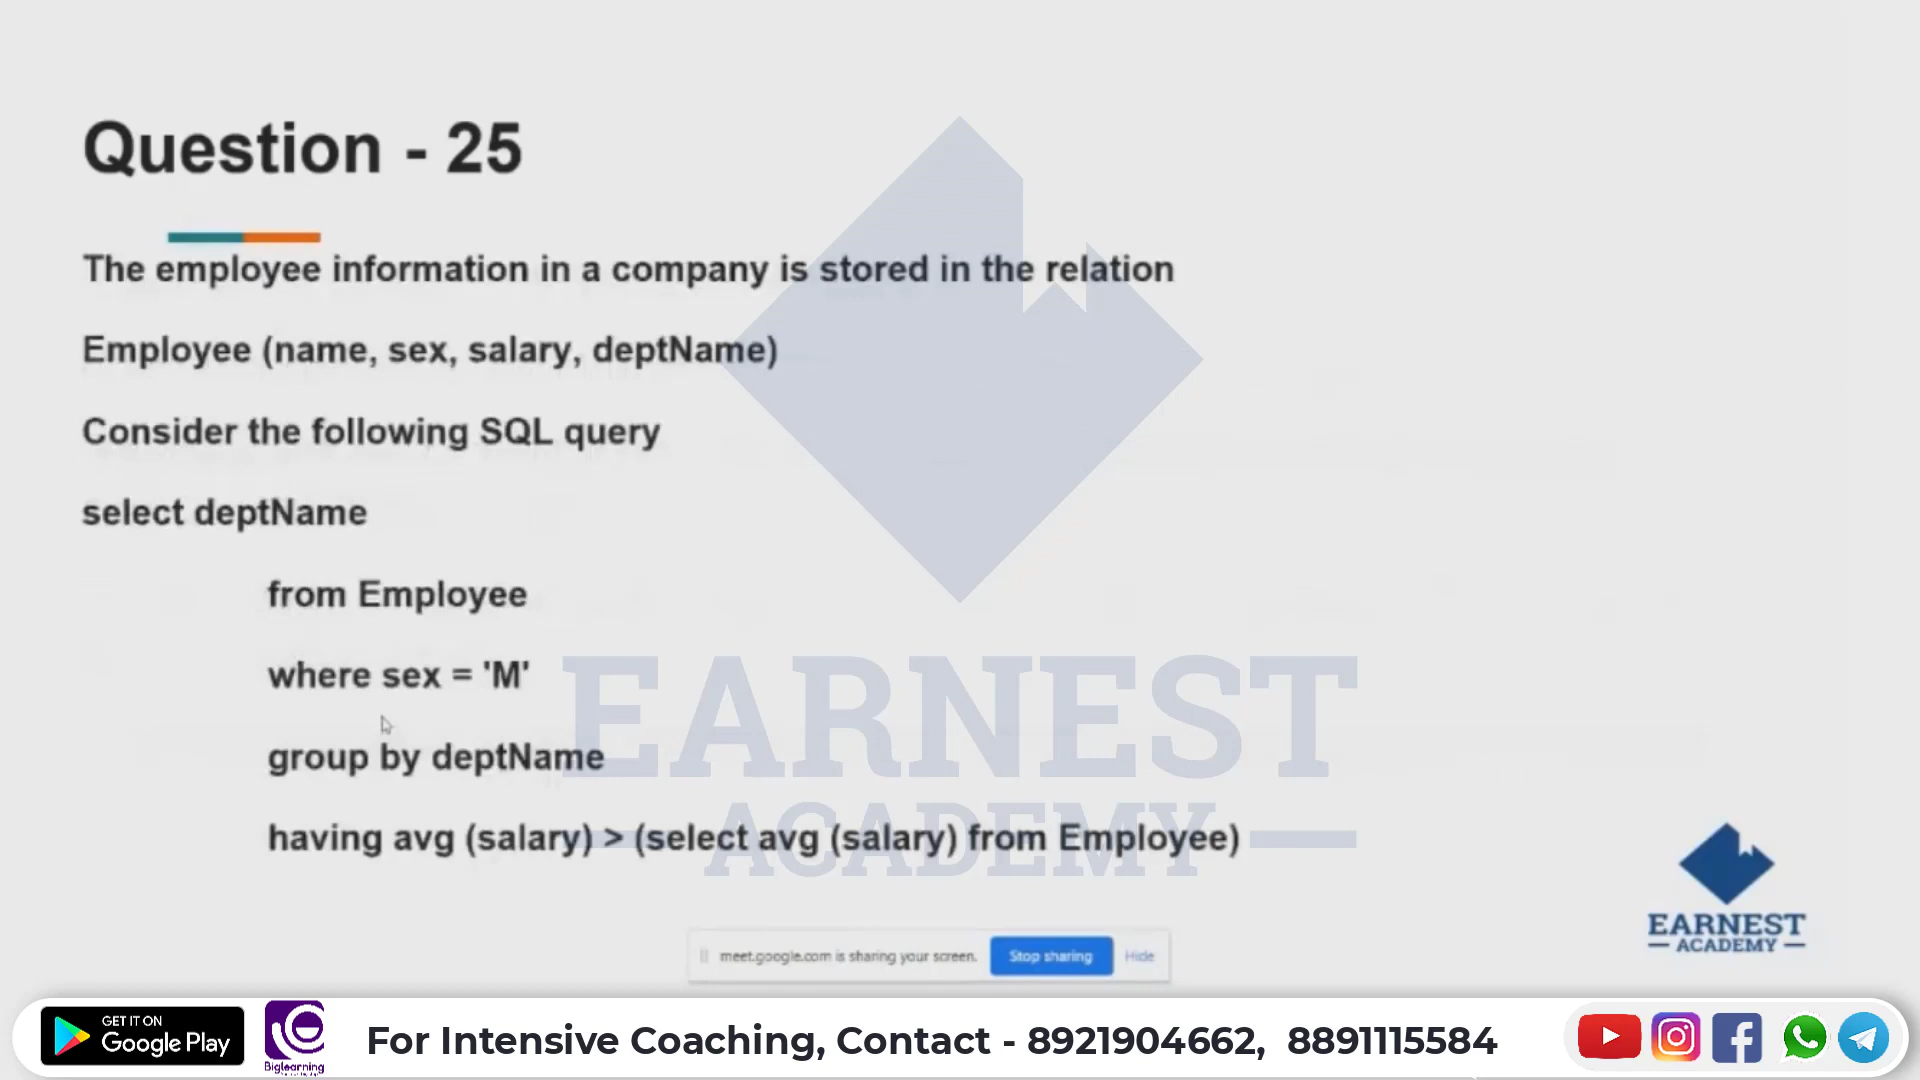 Question - 25
The employee information in a company is stored in the relation
Employee (name, sex, salary, deptName)
Consider the following SQL query
select deptName
from Employee
where sex = 'M'
group by deptName
having avg (salary) > (select avg (salary) from Employee)
EARNEST
ACADEMY
EARNEST
ACADEMY
meet.google.com is sharing your screen. Stop sharing Hide
GET IT ON
Google Play
Biglearning
For Intensive Coaching, Contact - 8921904662, 8891115584